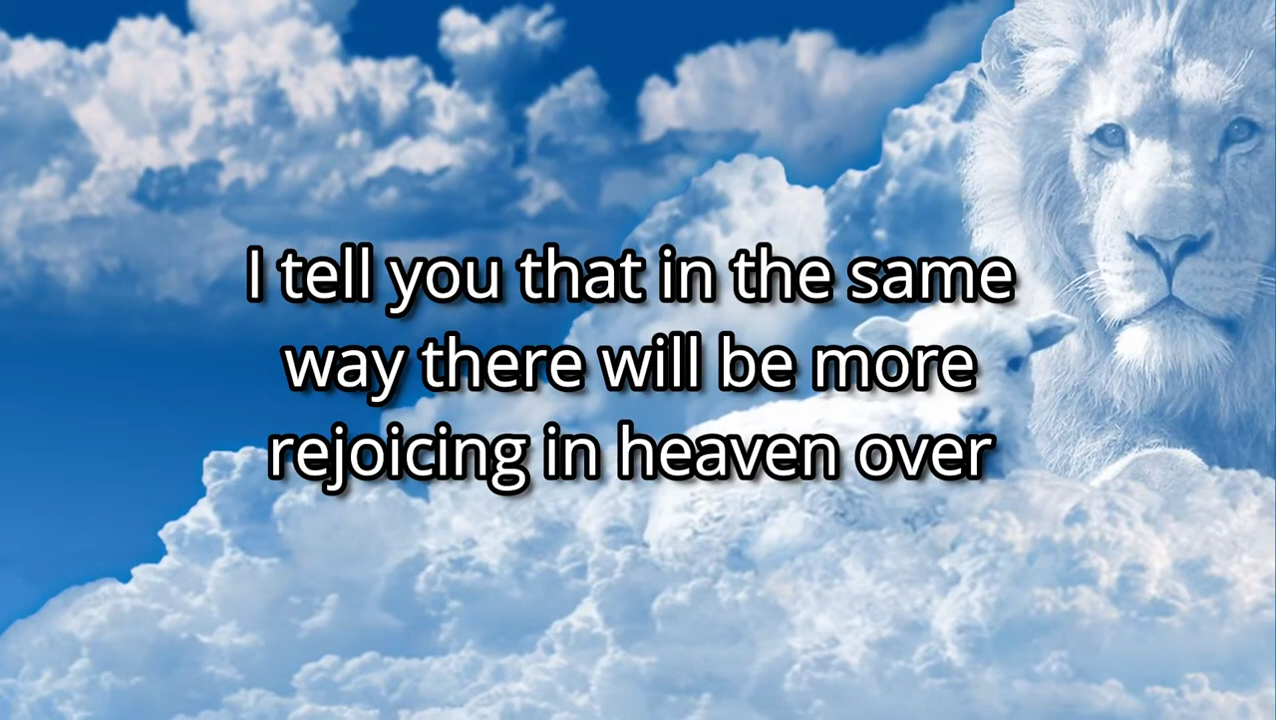 I tell you that in the same
way there will be more
rejoicing in heaven over